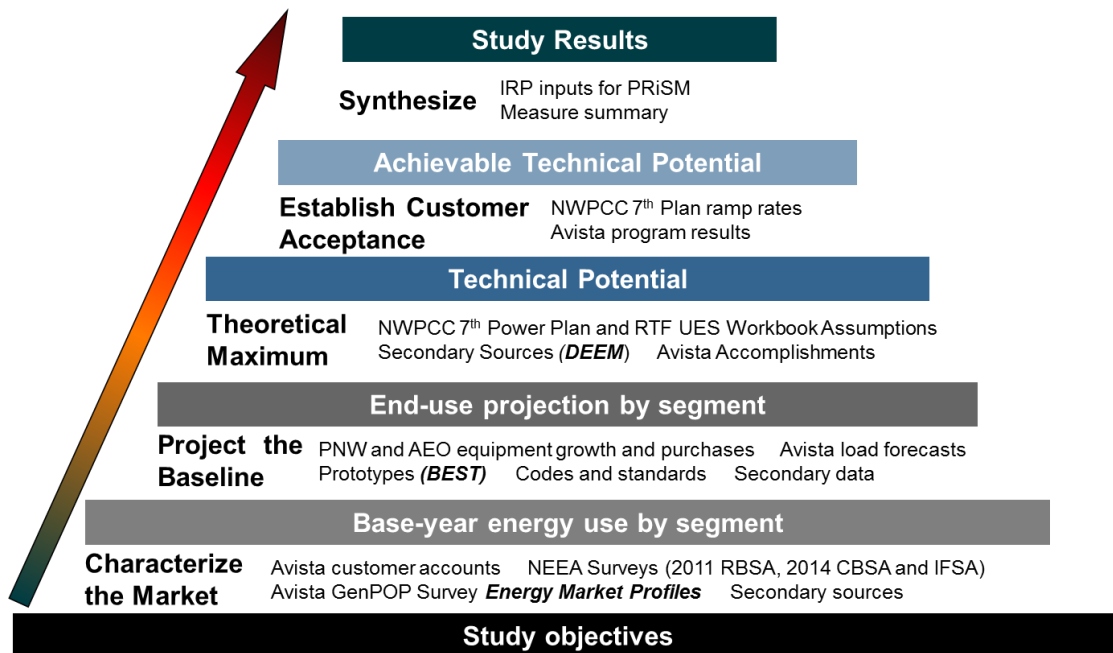 Study Results
Synthesize
IRP inputs for PRiSM
Measure summary
Achievable Technical Potential
Establish Customer
Acceptance
NWPCC 7th Plan ramp rates
Avista program results
Technical Potential
Theoretical
Maximum
NWPCC 7th Power Plan and RTF UES Workbook Assumptions
Secondary Sources (DEEM) Avista Accomplishments
End-use projection by segment
Project the
Baseline
PNW and AEO equipment growth and purchases Avista load forecasts
Prototypes (BEST) Codes and standards Secondary data
Base-year energy use by segment
Characterize
the Market
Avista customer accounts NEEA Surveys (2011 RBSA, 2014 CBSA and IFSA)
Avista GenPOP Survey Energy Market Profiles Secondary sources
Study objectives